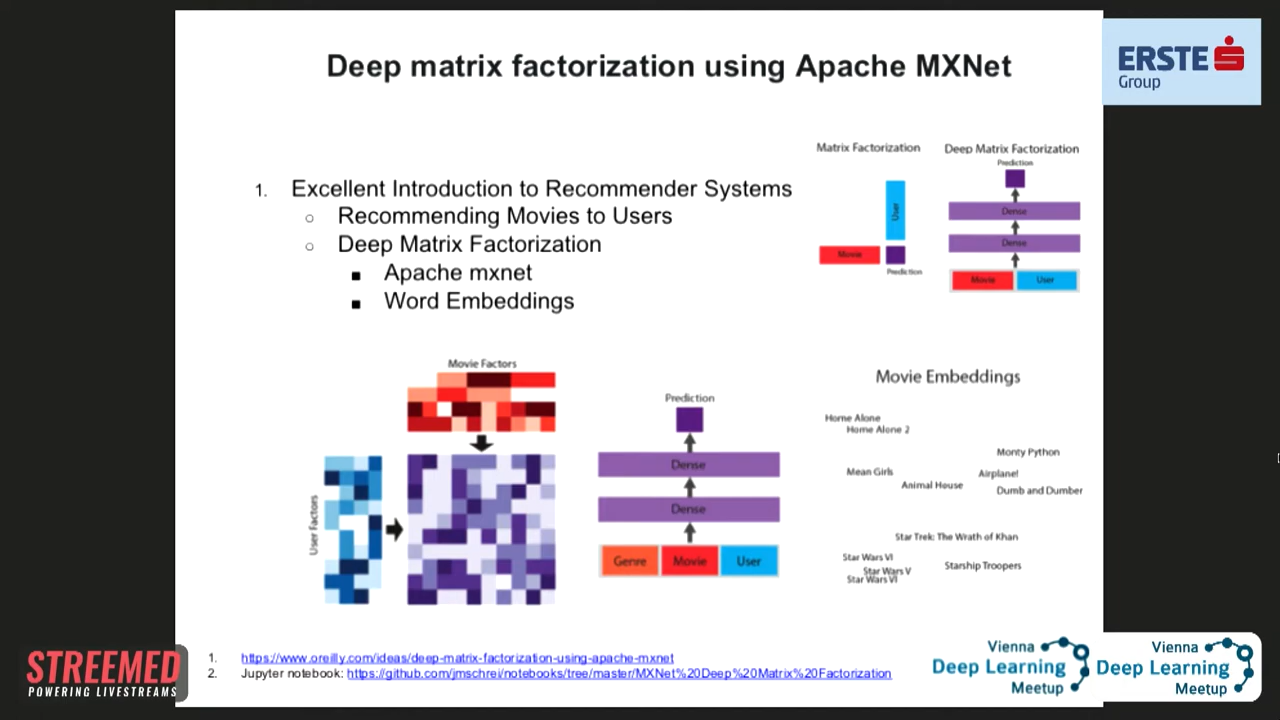 Deep matrix factorization using Apache MXNet
ERSTE
Group
1. Excellent Introduction to Recommender Systems
○ Recommending Movies to Users
○ Deep Matrix Factorization
■ Apache mxnet
■ Word Embeddings
Matrix Factorization
User
Movie
Prediction
Deep Matrix Factorization
Prediction
Dense
Dense
Movie User
Movie Factors
User Factors
Prediction
Dense
Dense
Genre Movie User
Movie Embeddings
Home Alone
Home Alone 2
Monty Python
Mean Girls
Airplane!
Animal House
Dumb and Dumber
Star Trek: The Wrath of Khan
Star Wars VI
Starship Troopers
Star Wars V
Star Wars VI
1. https://www.oreilly.com/ideas/deep-matrix-factorization-using-apache-mxnet
2. Jupyter notebook: https://github.com/jmschrei/notebooks/tree/master/MXNet%20Deep%20Matrix%20Factorization
STREEMED
POWERING LIVESTREAMS
Vienna
Deep Learning
Meetup
Vienna
Deep Learning
Meetup